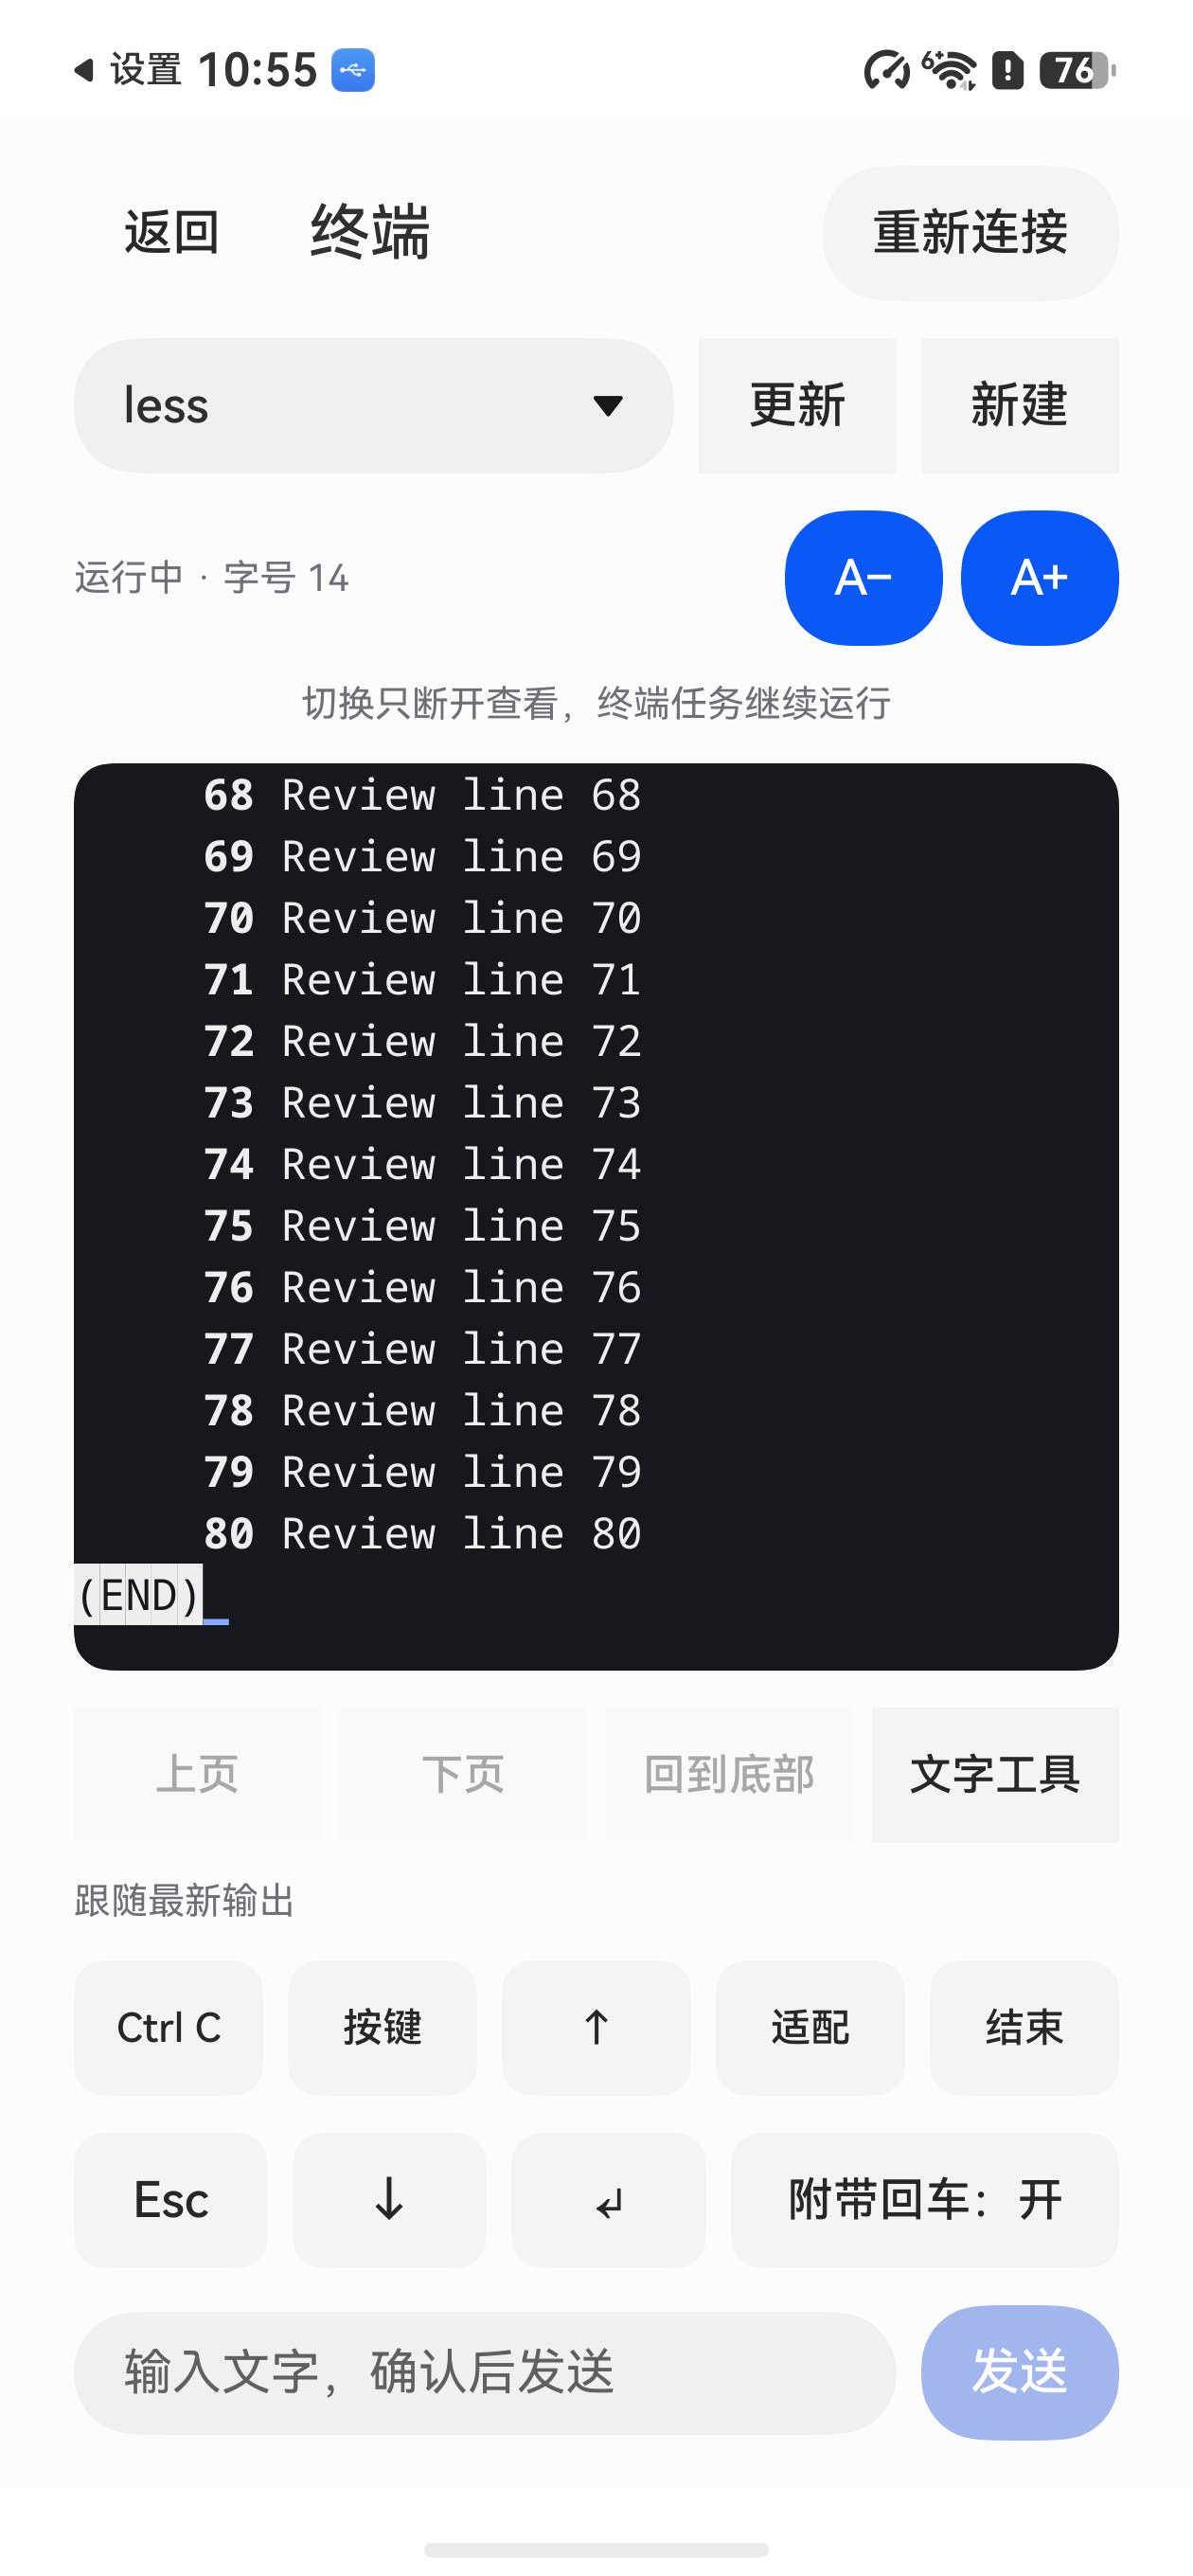 设置 10:55 76
返回 终端 重新连接
less 更新 新建
运行中 · 字号 14 A− A+
切换只断开查看，终端任务继续运行
68 Review line 68
69 Review line 69
70 Review line 70
71 Review line 71
72 Review line 72
73 Review line 73
74 Review line 74
75 Review line 75
76 Review line 76
77 Review line 77
78 Review line 78
79 Review line 79
80 Review line 80
(END)_
上页 下页 回到底部 文字工具
跟随最新输出
Ctrl C 按键 ↑ 适配 结束
Esc ↓ ↲ 附带回车：开
输入文字，确认后发送 发送